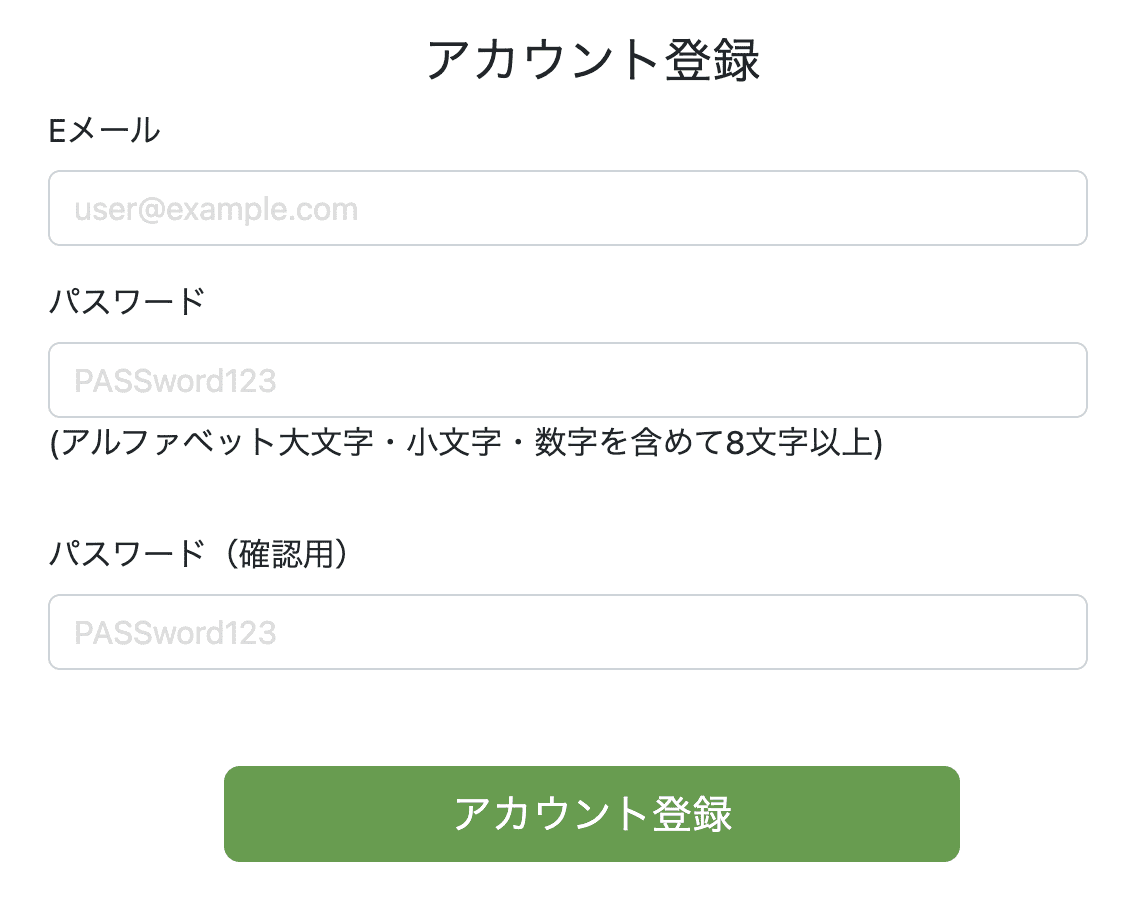 アカウント登録
Eメール
user@example.com
パスワード
PASSword123
(アルファベット大文字・小文字・数字を含めて8文字以上)
パスワード（確認用）
PASSword123
アカウント登録